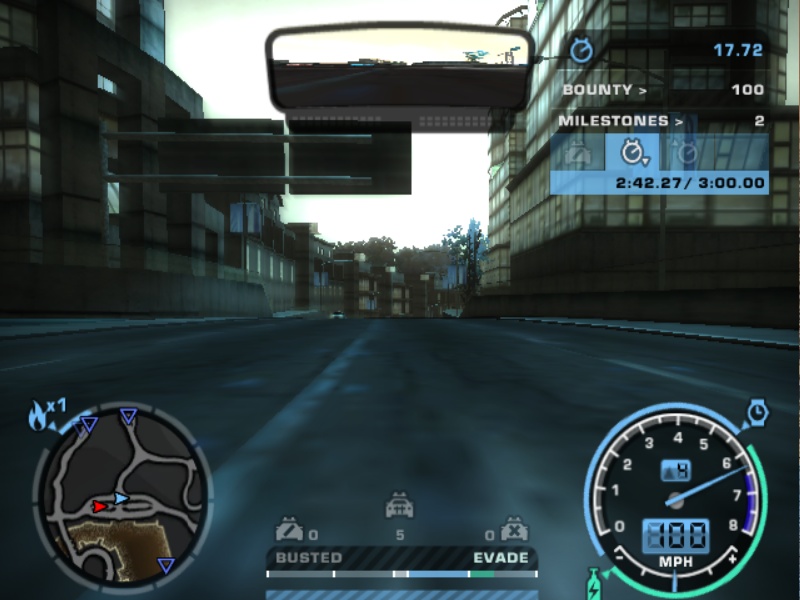 17.72
BOUNTY > 100
MILESTONES > 2
2:42.27/ 3:00.00
x1
0 1 2 3 4 5 6 7 8
4
100
MPH
- +
0 5 0
BUSTED EVADE